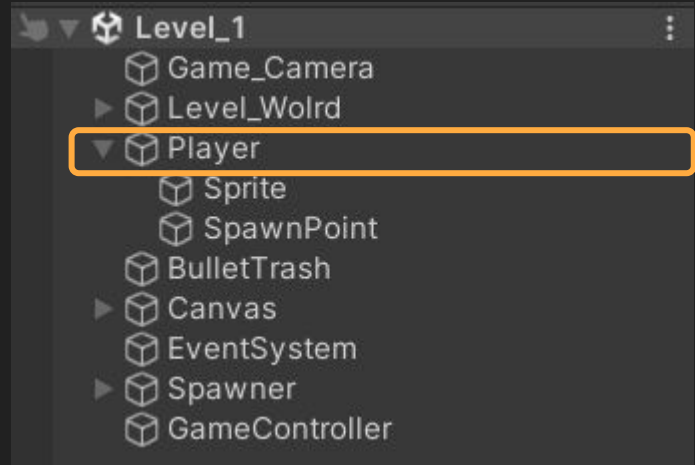 Level_1
Game_Camera
Level_Wolrd
Player
Sprite
SpawnPoint
BulletTrash
Canvas
EventSystem
Spawner
GameController